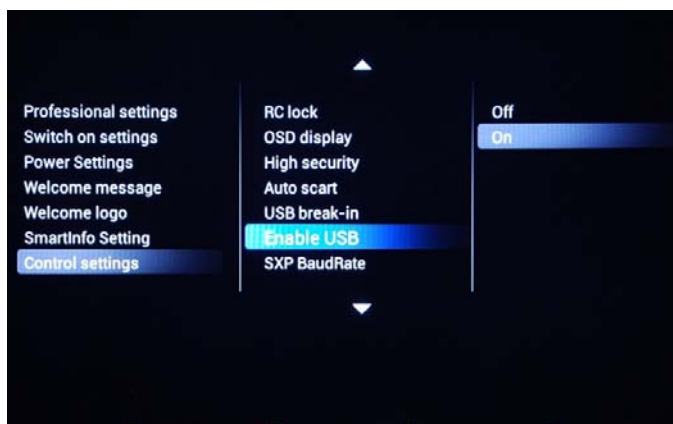 Professional settings
Switch on settings
Power Settings
Welcome message
Welcome logo
SmartInfo Setting
Control settings
RC lock
OSD display
High security
Auto scart
USB break-in
Enable USB
SXP BaudRate
Off
On